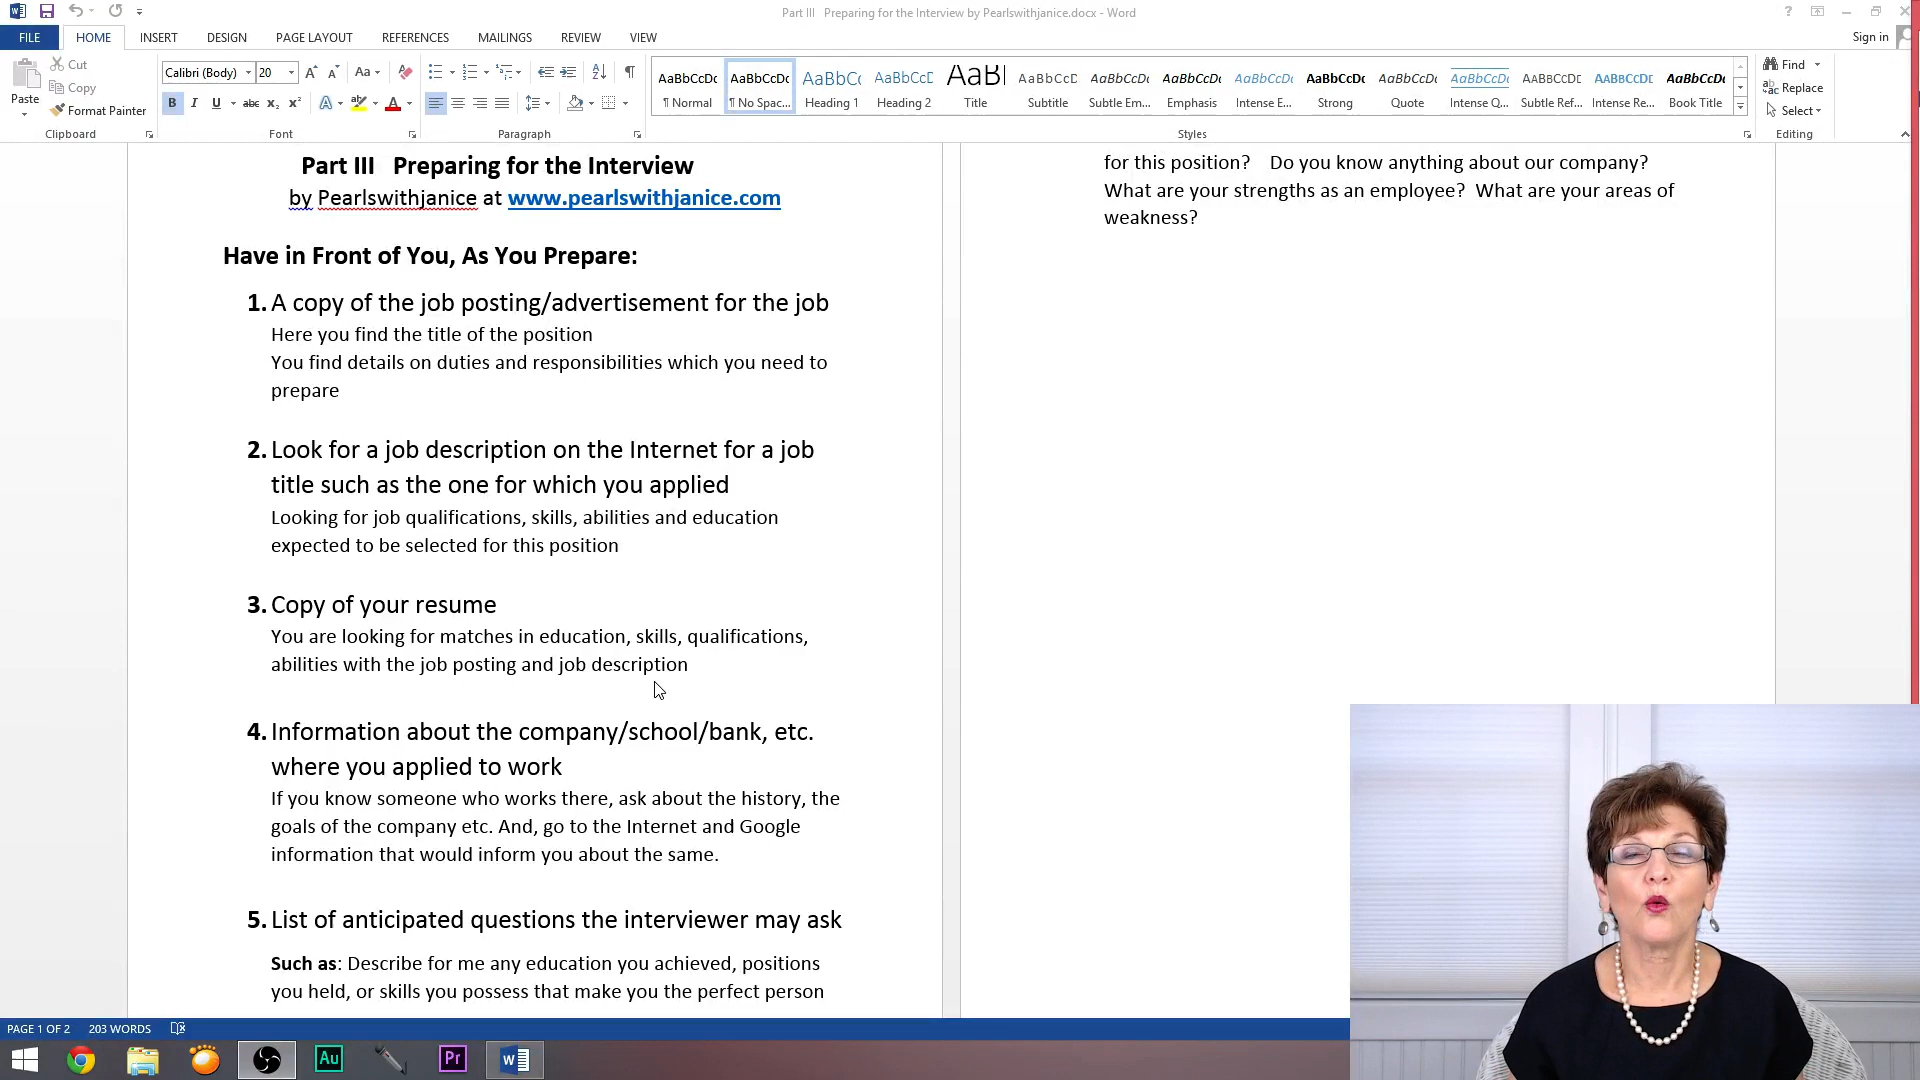 Part III   Preparing for the Interview by Pearlswithjanice.docx - Word
FILE HOME INSERT DESIGN PAGE LAYOUT REFERENCES MAILINGS REVIEW VIEW
Sign in
Paste
Cut
Copy
Format Painter
Clipboard
Calibri (Body) 20
Font
Paragraph
AaBbCcDc AaBbCcDc AaBbCc AaBbCcD AaB AaBbCcD AaBbCcDc AaBbCcDc AaBbCcDc AaBbCcDc AaBbCcDc AaBbCcDc AABBCCDE AABBCCDE AaBbCcDc
¶ Normal ¶ No Spac... Heading 1 Heading 2 Title Subtitle Subtle Em... Emphasis Intense E... Strong Quote Intense Q... Subtle Ref... Intense Re... Book Title
Styles
Find
Replace
Select
Editing
Part III   Preparing for the Interview
by Pearlswithjanice at www.pearlswithjanice.com
Have in Front of You, As You Prepare:
1. A copy of the job posting/advertisement for the job
Here you find the title of the position
You find details on duties and responsibilities which you need to
prepare
2. Look for a job description on the Internet for a job
title such as the one for which you applied
Looking for job qualifications, skills, abilities and education
expected to be selected for this position
3. Copy of your resume
You are looking for matches in education, skills, qualifications,
abilities with the job posting and job description
4. Information about the company/school/bank, etc.
where you applied to work
If you know someone who works there, ask about the history, the
goals of the company etc. And, go to the Internet and Google
information that would inform you about the same.
5. List of anticipated questions the interviewer may ask
Such as: Describe for me any education you achieved, positions
you held, or skills you possess that make you the perfect person
for this position?   Do you know anything about our company?
What are your strengths as an employee?  What are your areas of
weakness?
PAGE 1 OF 2 203 WORDS
Au Pr